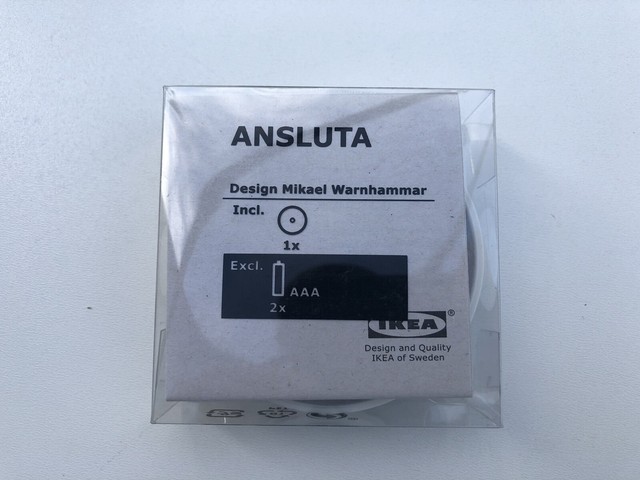 ANSLUTA
Design Mikael Warnhammar
Incl.
1x
Excl.
AAA
2x
IKEA®
Design and Quality
IKEA of Sweden